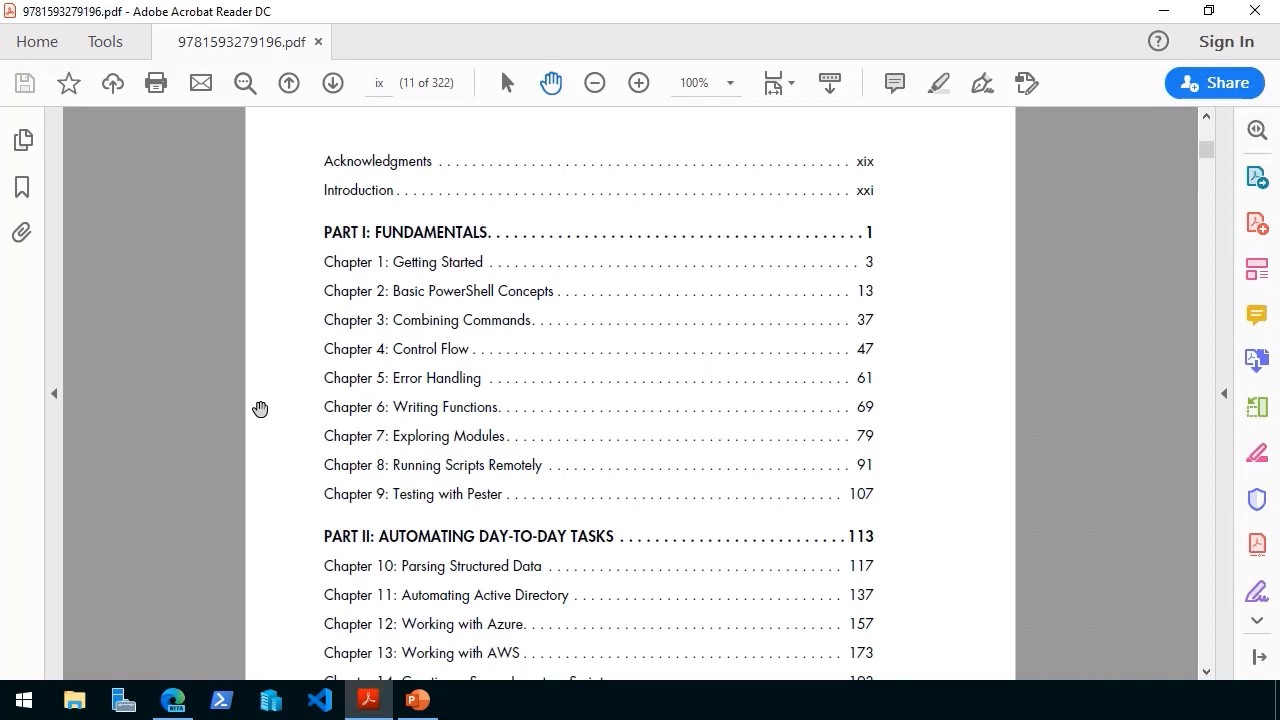 9781593279196.pdf - Adobe Acrobat Reader DC
Home Tools 9781593279196.pdf × Sign In
ix (11 of 322) 100% Share
Acknowledgments . . . . . . . . . . . . . . . . . . . . xix
Introduction . . . . . . . . . . . . . . . . . . . . xxi
PART I: FUNDAMENTALS. . . . . . . . . . . . . . . . . . . . 1
Chapter 1: Getting Started . . . . . . . . . . . . . . . . . . . . 3
Chapter 2: Basic PowerShell Concepts . . . . . . . . . . . . . . . . . . . . 13
Chapter 3: Combining Commands. . . . . . . . . . . . . . . . . . . . 37
Chapter 4: Control Flow . . . . . . . . . . . . . . . . . . . . 47
Chapter 5: Error Handling . . . . . . . . . . . . . . . . . . . . 61
Chapter 6: Writing Functions. . . . . . . . . . . . . . . . . . . . 69
Chapter 7: Exploring Modules. . . . . . . . . . . . . . . . . . . . 79
Chapter 8: Running Scripts Remotely . . . . . . . . . . . . . . . . . . . . 91
Chapter 9: Testing with Pester . . . . . . . . . . . . . . . . . . . . 107
PART II: AUTOMATING DAY-TO-DAY TASKS . . . . . . . . . . . . . . . . . . . . 113
Chapter 10: Parsing Structured Data . . . . . . . . . . . . . . . . . . . . 117
Chapter 11: Automating Active Directory . . . . . . . . . . . . . . . . . . . . 137
Chapter 12: Working with Azure. . . . . . . . . . . . . . . . . . . . 157
Chapter 13: Working with AWS . . . . . . . . . . . . . . . . . . . . 173